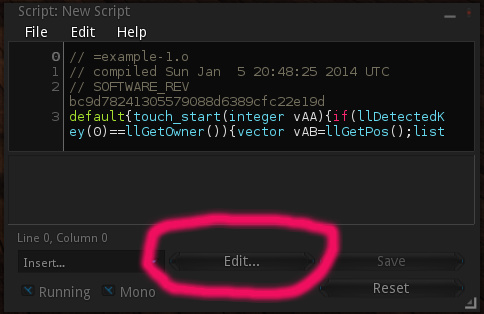 Script: New Script
File Edit Help
0 // =example-1.o
1 // compiled Sun Jan  5 20:48:25 2014 UTC
2 // SOFTWARE_REV
bc9d78241305579088d6389cfc22e19d
3 default{touch_start(integer vAA){if(llDetectedK
ey(0)==llGetOwner()){vector vAB=llGetPos();list
Line 0, Column 0
Insert... Edit... Save
Running Mono Reset